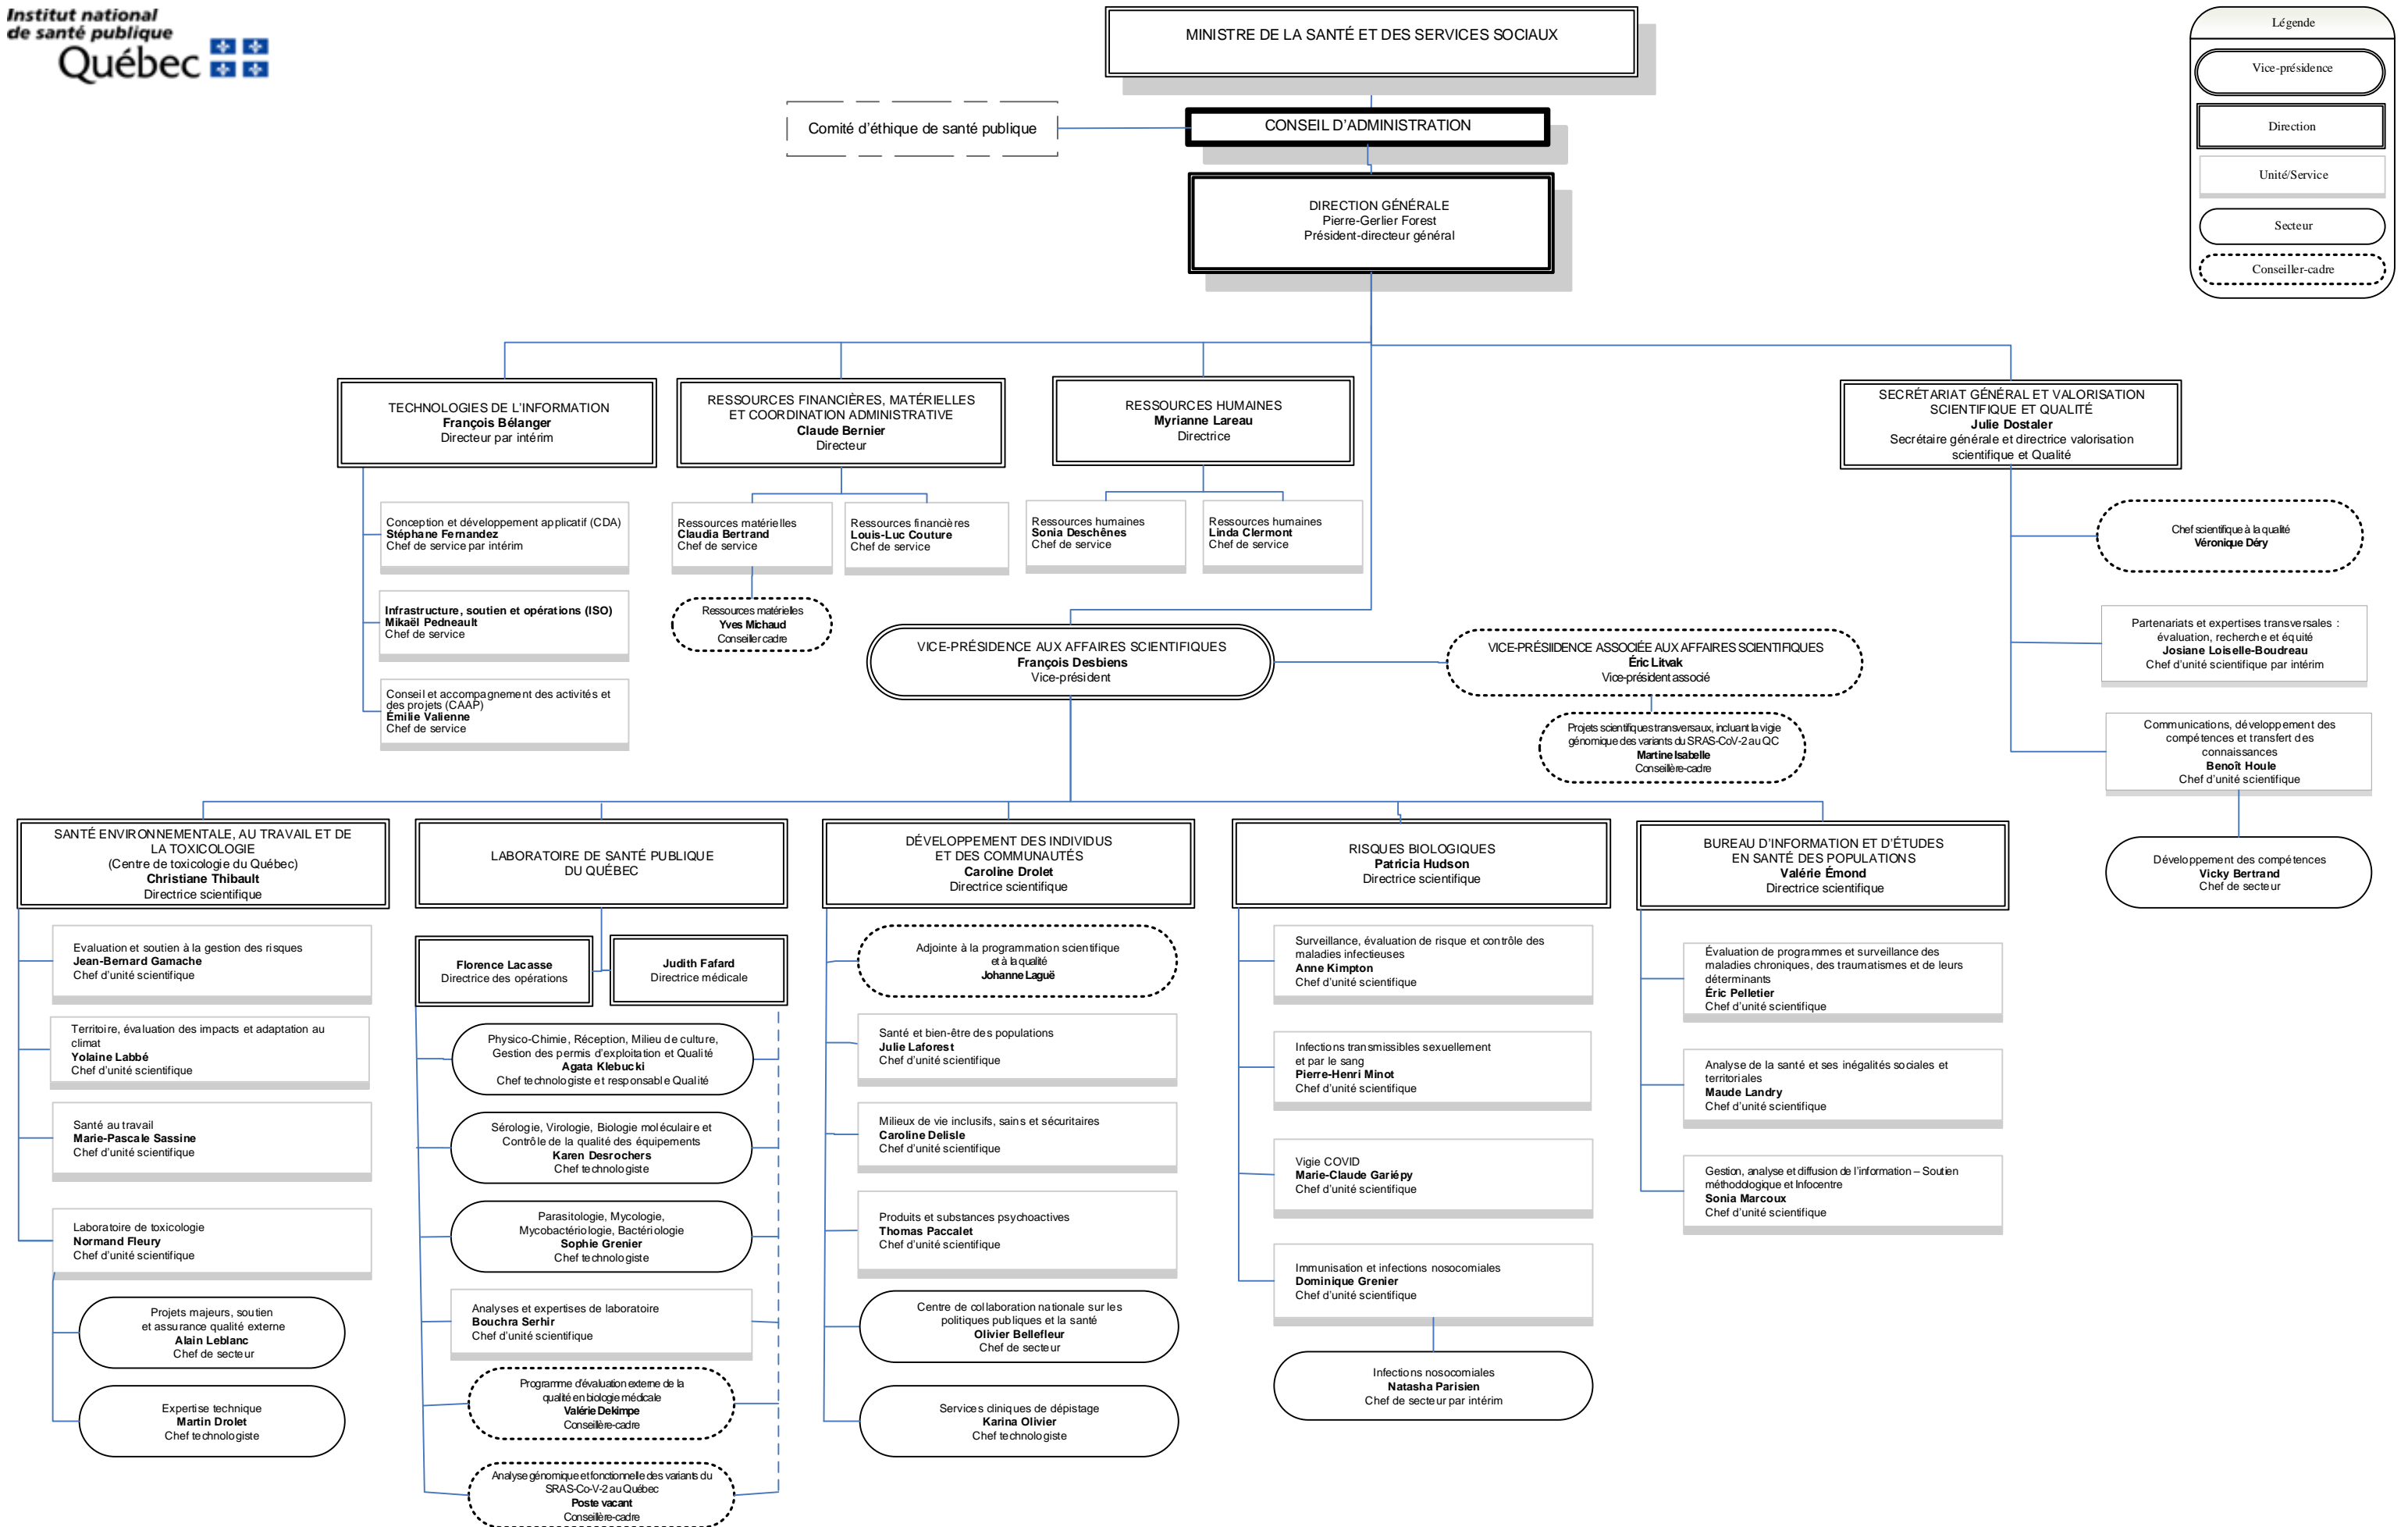 Institut national
de santé publique
Québec
MINISTRE DE LA SANTÉ ET DES SERVICES SOCIAUX
Légende
Vice-présidence
Direction
Unité/Service
Secteur
Conseiller-cadre
Comité d'éthique de santé publique
CONSEIL D'ADMINISTRATION
DIRECTION GÉNÉRALE
Pierre-Gerlier Forest
Président-directeur général
TECHNOLOGIES DE L'INFORMATION
François Bélanger
Directeur par intérim
RESSOURCES FINANCIÈRES, MATÉRIELLES
ET COORDINATION ADMINISTRATIVE
Claude Bernier
Directeur
RESSOURCES HUMAINES
Myrianne Lareau
Directrice
SECRÉTARIAT GÉNÉRAL ET VALORISATION
SCIENTIFIQUE ET QUALITÉ
Julie Dostaler
Secrétaire générale et directrice valorisation
scientifique et Qualité
Conception et développement applicatif (CDA)
Stéphane Fernandez
Chef de service par intérim
Infrastructure, soutien et opérations (ISO)
Mikaël Pedneault
Chef de service
Conseil et accompagnement des activités et
des projets (CAAP)
Émilie Valienne
Chef de service
Ressources matérielles
Claudia Bertrand
Chef de service
Ressources financières
Louis-Luc Couture
Chef de service
Ressources matérielles
Yves Michaud
Conseiller cadre
Ressources humaines
Sonia Deschênes
Chef de service
Ressources humaines
Linda Clermont
Chef de service
Chef scientifique à la qualité
Véronique Déry
Partenariats et expertises transversales :
évaluation, recherche et équité
Josiane Loiselle-Boudreau
Chef d'unité scientifique par intérim
Communications, développement des
compétences et transfert des
connaissances
Benoît Houle
Chef d'unité scientifique
Développement des compétences
Vicky Bertrand
Chef de secteur
VICE-PRÉSIDENCE AUX AFFAIRES SCIENTIFIQUES
François Desbiens
Vice-président
VICE-PRÉSIIDENCE ASSOCIÉE AUX AFFAIRES SCIENTIFIQUES
Éric Litvak
Vice-président associé
Projets scientifiques transversaux, incluant la vigie
génomique des variants du SRAS-CoV-2 au QC
Martine Isabelle
Conseillère-cadre
SANTÉ ENVIRONNEMENTALE, AU TRAVAIL ET DE
LA TOXICOLOGIE
(Centre de toxicologie du Québec)
Christiane Thibault
Directrice scientifique
Evaluation et soutien à la gestion des risques
Jean-Bernard Gamache
Chef d'unité scientifique
Territoire, évaluation des impacts et adaptation au
climat
Yolaine Labbé
Chef d'unité scientifique
Santé au travail
Marie-Pascale Sassine
Chef d'unité scientifique
Laboratoire de toxicologie
Normand Fleury
Chef d'unité scientifique
Projets majeurs, soutien
et assurance qualité externe
Alain Leblanc
Chef de secteur
Expertise technique
Martin Drolet
Chef technologiste
LABORATOIRE DE SANTÉ PUBLIQUE
DU QUÉBEC
Florence Lacasse
Directrice des opérations
Judith Fafard
Directrice médicale
Physico-Chimie, Réception, Milieu de culture,
Gestion des permis d'exploitation et Qualité
Agata Klebucki
Chef technologiste et responsable Qualité
Sérologie, Virologie, Biologie moléculaire et
Contrôle de la qualité des équipements
Karen Desrochers
Chef technologiste
Parasitologie, Mycologie,
Mycobactériologie, Bactériologie
Sophie Grenier
Chef technologiste
Analyses et expertises de laboratoire
Bouchra Serhir
Chef d'unité scientifique
Programme d'évaluation externe de la
qualité en biologie médicale
Valérie Dekimpe
Conseillère-cadre
Analyse génomique et fonctionnelle des variants du
SRAS-Co-V-2 au Québec
Poste vacant
Conseillère-cadre
DÉVELOPPEMENT DES INDIVIDUS
ET DES COMMUNAUTÉS
Caroline Drolet
Directrice scientifique
Adjointe à la programmation scientifique
et à la qualité
Johanne Laguë
Santé et bien-être des populations
Julie Laforest
Chef d'unité scientifique
Milieux de vie inclusifs, sains et sécuritaires
Caroline Delisle
Chef d'unité scientifique
Produits et substances psychoactives
Thomas Paccalet
Chef d'unité scientifique
Centre de collaboration nationale sur les
politiques publiques et la santé
Olivier Bellefleur
Chef de secteur
Services cliniques de dépistage
Karina Olivier
Chef technologiste
RISQUES BIOLOGIQUES
Patricia Hudson
Directrice scientifique
Surveillance, évaluation de risque et contrôle des
maladies infectieuses
Anne Kimpton
Chef d'unité scientifique
Infections transmissibles sexuellement
et par le sang
Pierre-Henri Minot
Chef d'unité scientifique
Vigie COVID
Marie-Claude Gariépy
Chef d'unité scientifique
Immunisation et infections nosocomiales
Dominique Grenier
Chef d'unité scientifique
Infections nosocomiales
Natasha Parisien
Chef de secteur par intérim
BUREAU D'INFORMATION ET D'ÉTUDES
EN SANTÉ DES POPULATIONS
Valérie Émond
Directrice scientifique
Évaluation de programmes et surveillance des
maladies chroniques, des traumatismes et de leurs
déterminants
Éric Pelletier
Chef d'unité scientifique
Analyse de la santé et ses inégalités sociales et
territoriales
Maude Landry
Chef d'unité scientifique
Gestion, analyse et diffusion de l'information – Soutien
méthodologique et Infocentre
Sonia Marcoux
Chef d'unité scientifique